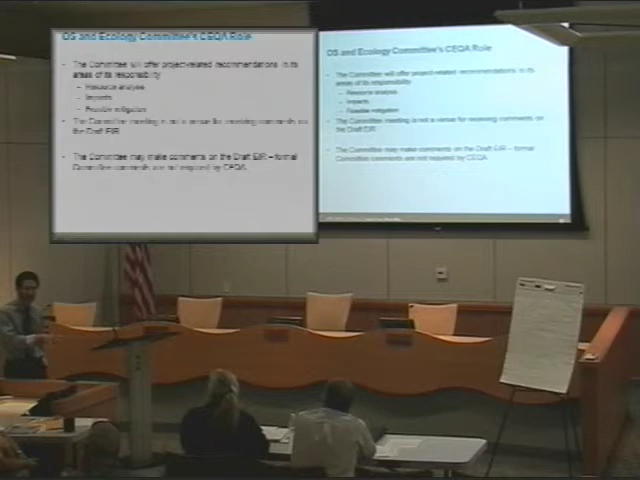 OS and Ecology Committee's CEQA Role
The Committee will offer project-related recommendations in its
areas of its responsibility
– Resource analysis
– Impacts
– Feasible mitigation
The Committee meeting is not a venue for receiving comments on
the Draft EIR
The Committee may make comments on the Draft EIR – formal
Committee comments are not required by CEQA
OS and Ecology Committee's CEQA Role
The Committee will offer project-related recommendations in its
areas of its responsibility
– Resource analysis
– Impacts
– Feasible mitigation
The Committee meeting is not a venue for receiving comments on
the Draft EIR
The Committee may make comments on the Draft EIR – formal
Committee comments are not required by CEQA